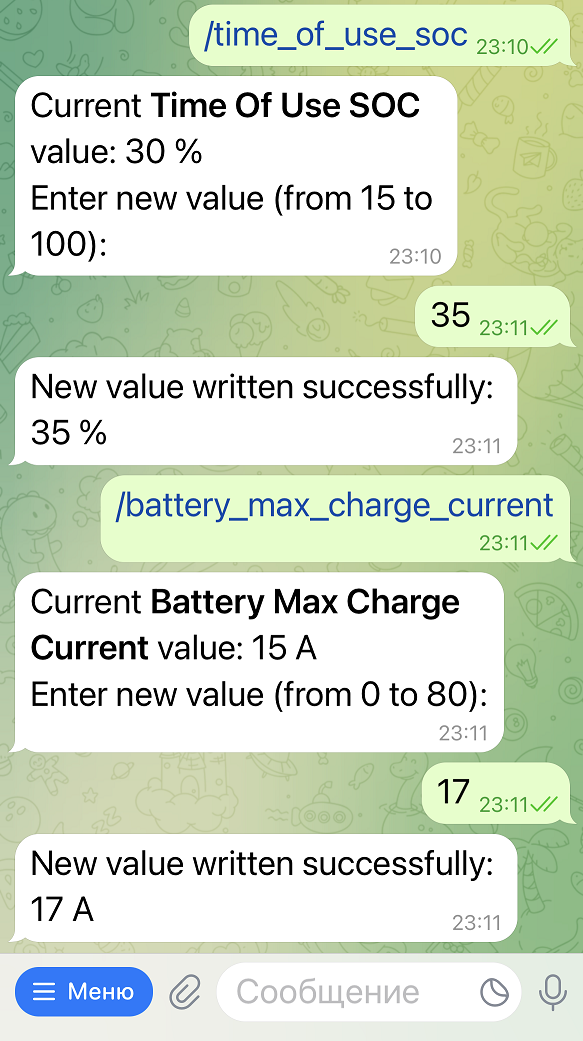 /time_of_use_soc 23:10
Current Time Of Use SOC
value: 30 %
Enter new value (from 15 to
100):
23:10
35 23:11
New value written successfully:
35 %
23:11
/battery_max_charge_current
23:11
Current Battery Max Charge
Current value: 15 A
Enter new value (from 0 to 80):
23:11
17 23:11
New value written successfully:
17 A
23:11
Меню Сообщение